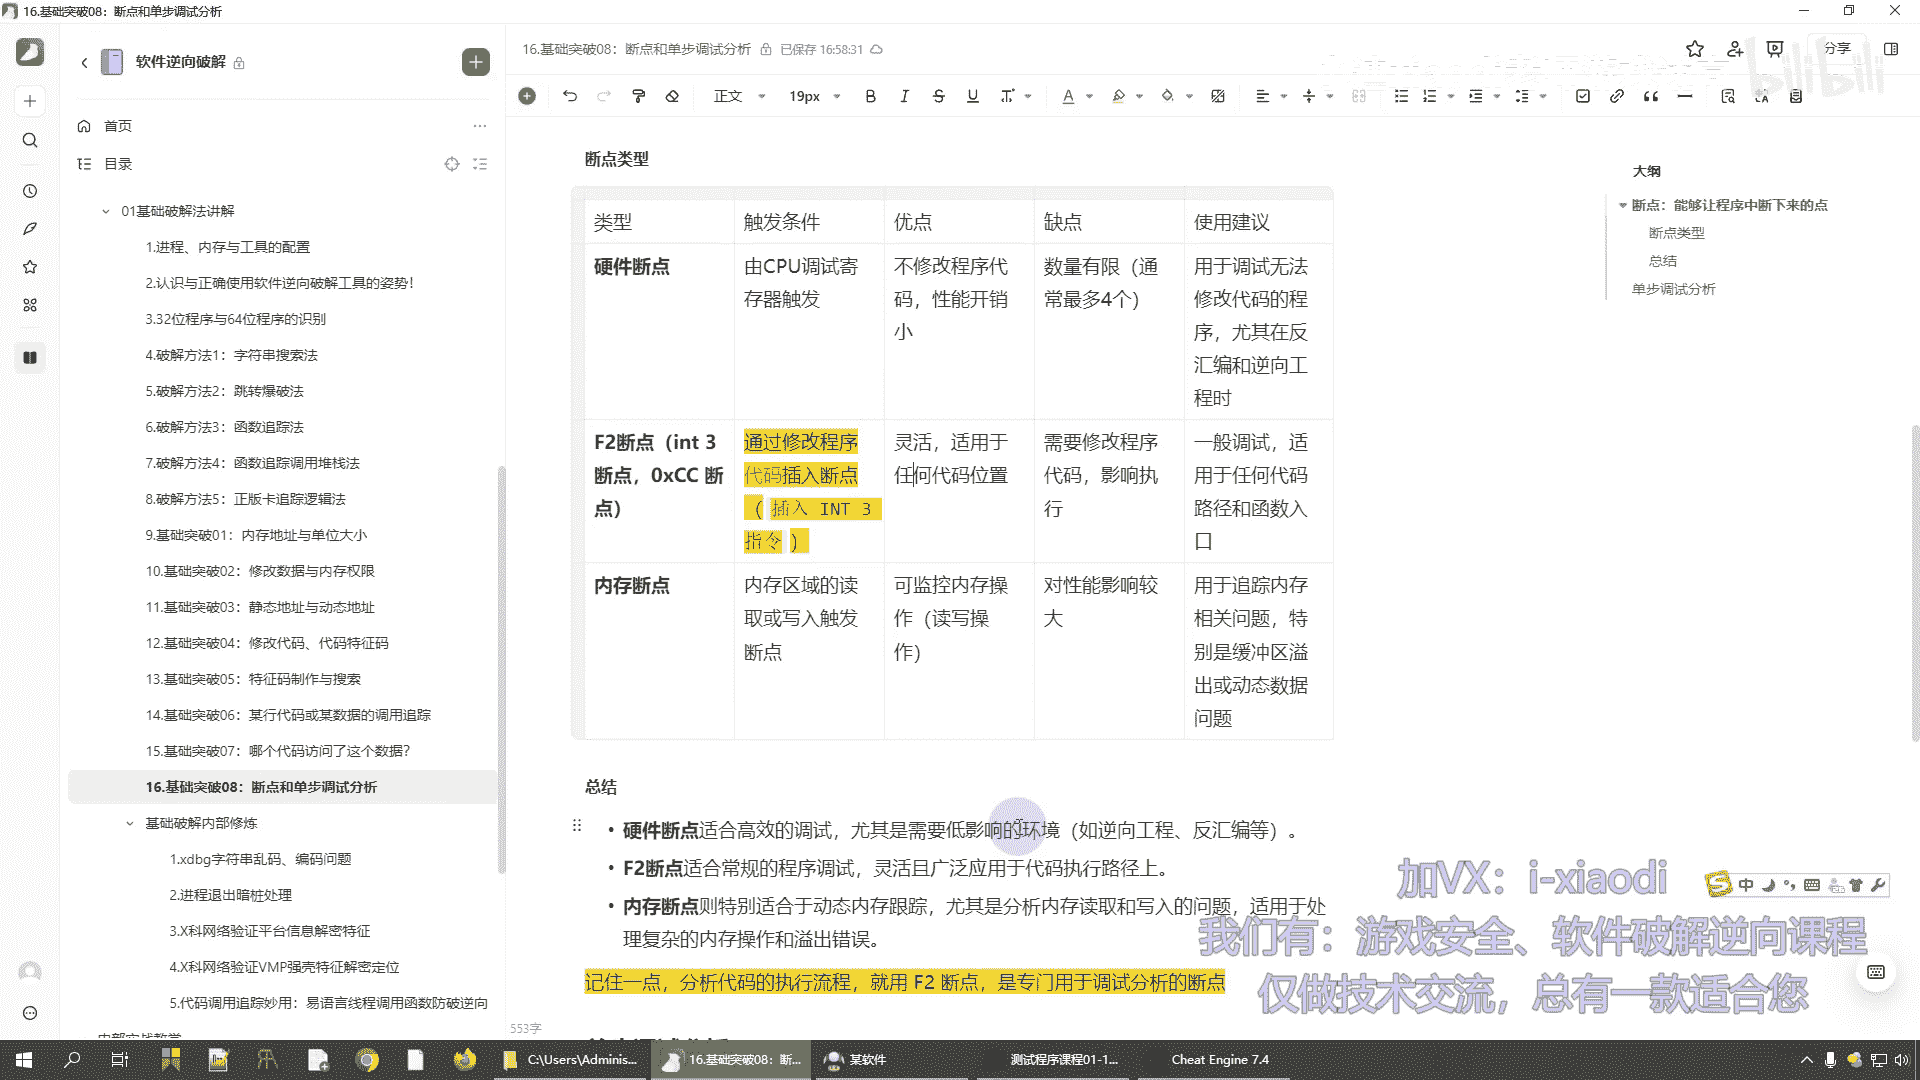 16.基础突破08：断点和单步调试分析
软件逆向破解
16.基础突破08：断点和单步调试分析
已保存 16:58:31
分享
正文
19px
首页
目录
01基础破解法讲解
1.进程、内存与工具的配置
2.认识与正确使用软件逆向破解工具的姿势！
3.32位程序与64位程序的识别
4.破解方法1：字符串搜索法
5.破解方法2：跳转爆破法
6.破解方法3：函数追踪法
7.破解方法4：函数追踪调用堆栈法
8.破解方法5：正版卡追踪逻辑法
9.基础突破01：内存地址与单位大小
10.基础突破02：修改数据与内存权限
11.基础突破03：静态地址与动态地址
12.基础突破04：修改代码、代码特征码
13.基础突破05：特征码制作与搜索
14.基础突破06：某行代码或某数据的调用追踪
15.基础突破07：哪个代码访问了这个数据？
16.基础突破08：断点和单步调试分析
基础破解内部修炼
1.xdbg字符串乱码、编码问题
2.进程退出暗桩处理
3.X科网络验证平台信息解密特征
4.X科网络验证VMP强壳特征解密定位
5.代码调用追踪妙用：易语言线程调用函数防破逆向
断点类型
类型
触发条件
优点
缺点
使用建议
硬件断点
由CPU调试寄
存器触发
不修改程序代
码，性能开销
小
数量有限（通
常最多4个）
用于调试无法
修改代码的程
序，尤其在反
汇编和逆向工
程时
F2断点（int 3
断点，0xCC 断
点）
通过修改程序
代码插入断点
（插入 INT 3
指令）
灵活，适用于
任何代码位置
需要修改程序
代码，影响执
行
一般调试，适
用于任何代码
路径和函数入
口
内存断点
内存区域的读
取或写入触发
断点
可监控内存操
作（读写操
作）
对性能影响较
大
用于追踪内存
相关问题，特
别是缓冲区溢
出或动态数据
问题
总结
• 硬件断点适合高效的调试，尤其是需要低影响的环境（如逆向工程、反汇编等）。
• F2断点适合常规的程序调试，灵活且广泛应用于代码执行路径上。
• 内存断点则特别适合于动态内存跟踪，尤其是分析内存读取和写入的问题，适用于处
理复杂的内存操作和溢出错误。
记住一点，分析代码的执行流程，就用 F2 断点，是专门用于调试分析的断点
553字
大纲
断点：能够让程序中断下来的点
断点类型
总结
单步调试分析
bilibili
加VX：i-xiaodi
我们有：游戏安全、软件破解逆向课程
仅做技术交流，总有一款适合您
中
C:\Users\Adminis...
16.基础突破08：断...
某软件
测试程序课程01-1...
Cheat Engine 7.4